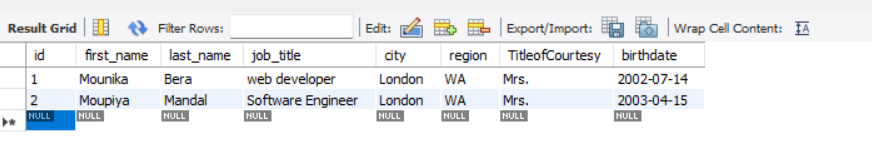 Result Grid Filter Rows: Edit: Export/Import: Wrap Cell Content: IA
id first_name last_name job_title city region TitleofCourtesy birthdate
1 Mounika Bera web developer London WA Mrs. 2002-07-14
2 Moupiya Mandal Software Engineer London WA Mrs. 2003-04-15
NULL NULL NULL NULL NULL NULL NULL NULL